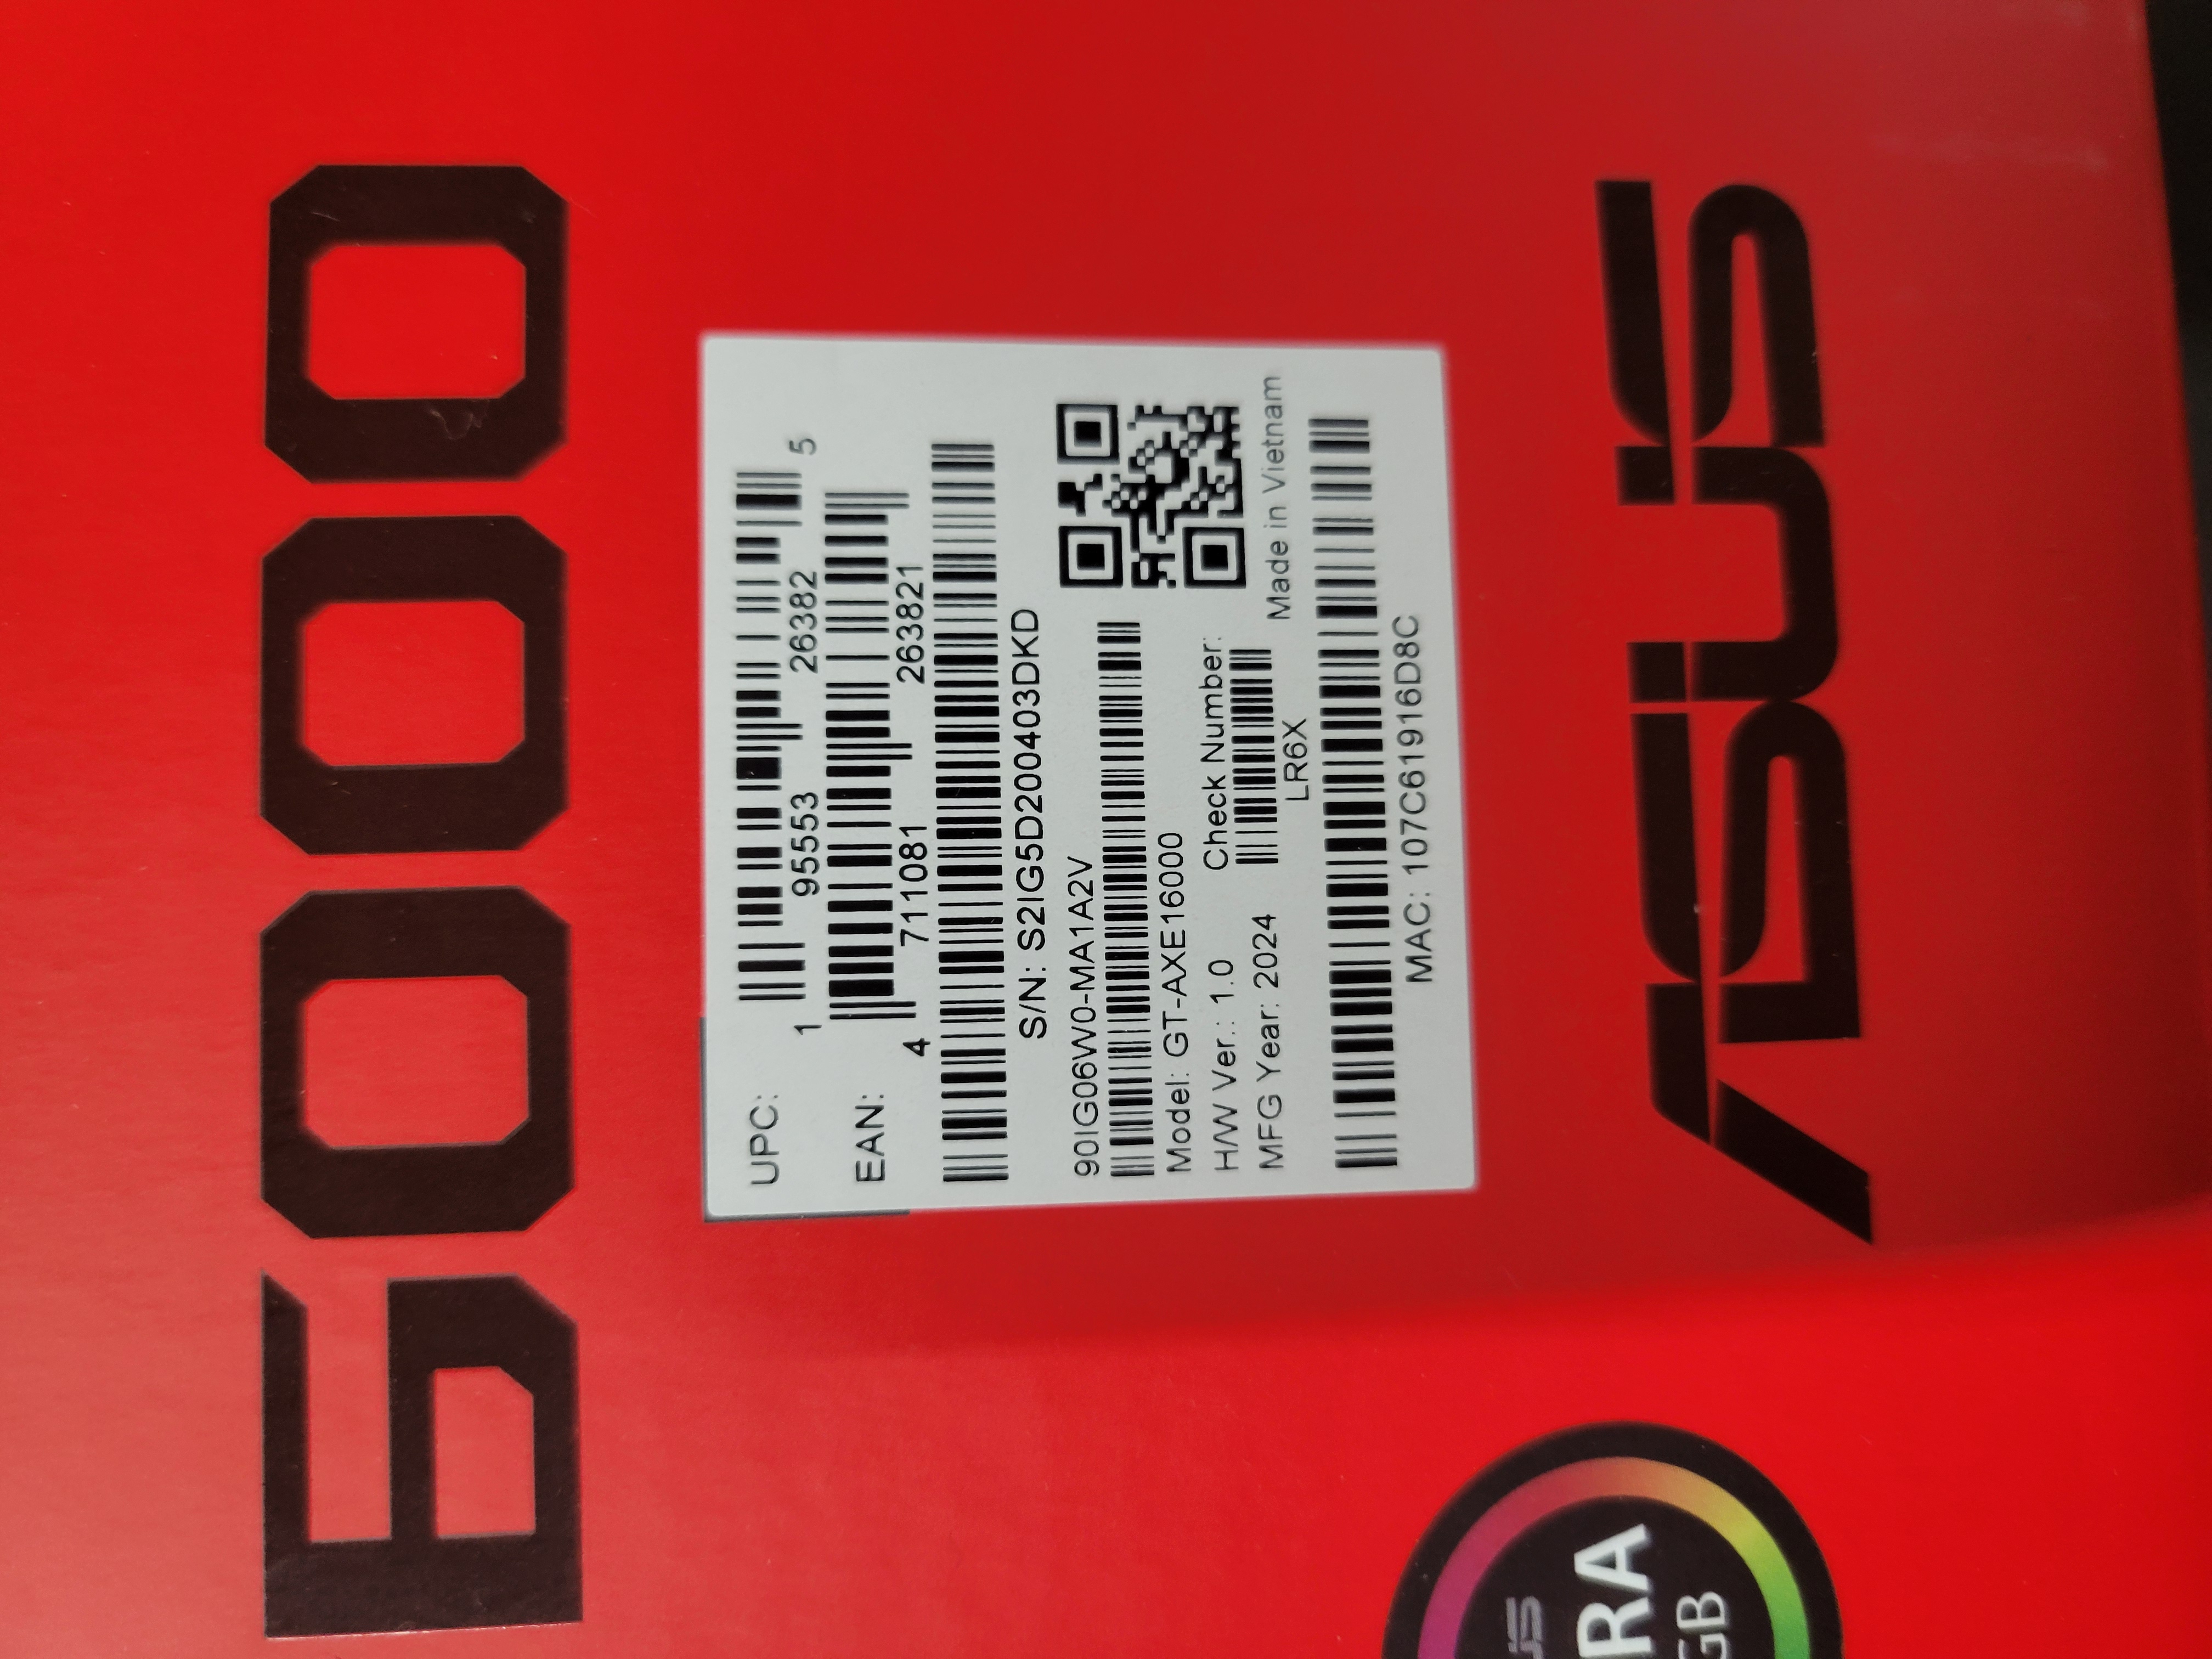 6000
UPC:
1 95553 26382 5
EAN:
4 711081 263821
S/N: S2IG5D200403DKD
90IG06W0-MA1A2V
Model: GT-AXE16000
H/W Ver.: 1.0
Check Number:
MFG Year: 2024
LR6X
Made in Vietnam
MAC: 107C61916D8C
ASUS
RA
GB